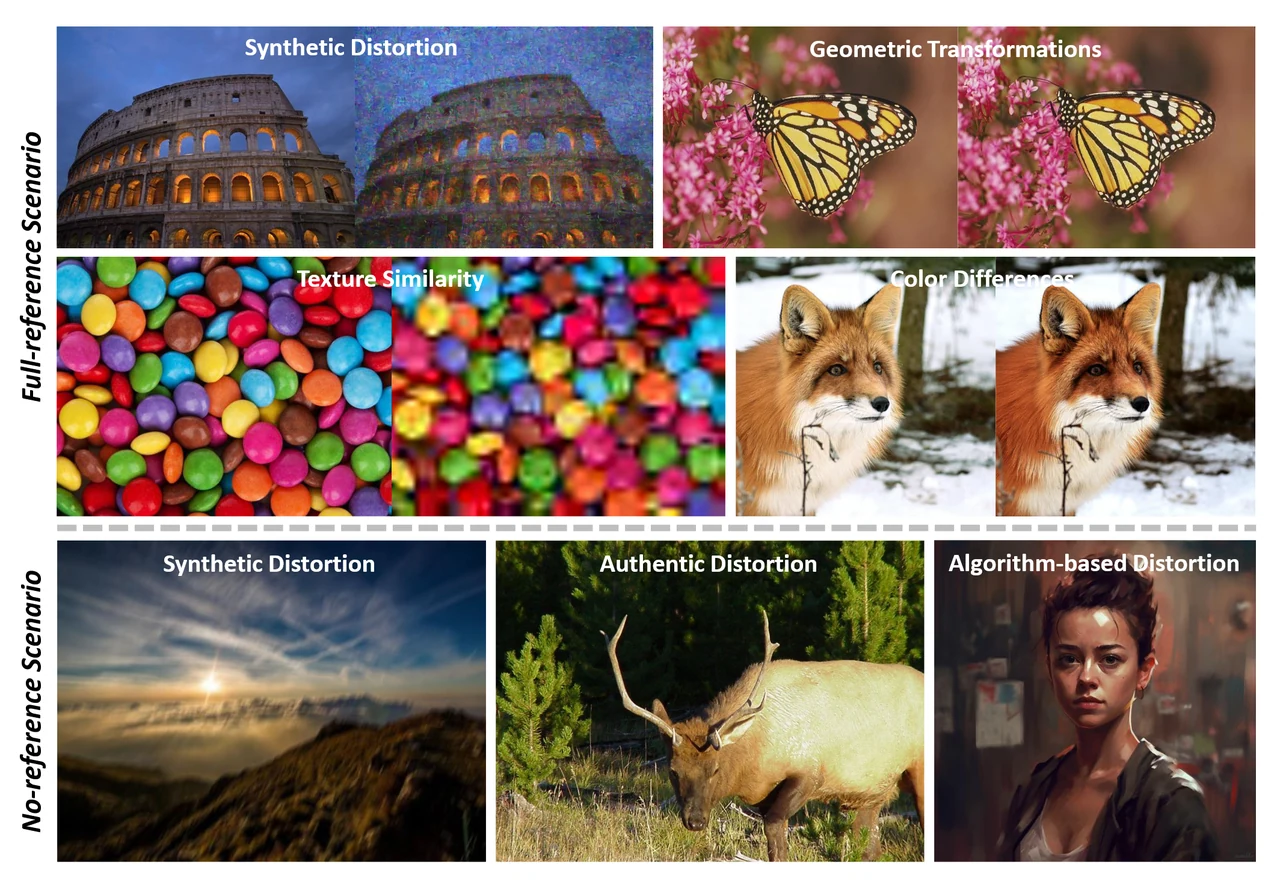 Full-reference Scenario
Synthetic Distortion
Geometric Transformations
Texture Similarity
Color Differences
No-reference Scenario
Synthetic Distortion
Authentic Distortion
Algorithm-based Distortion